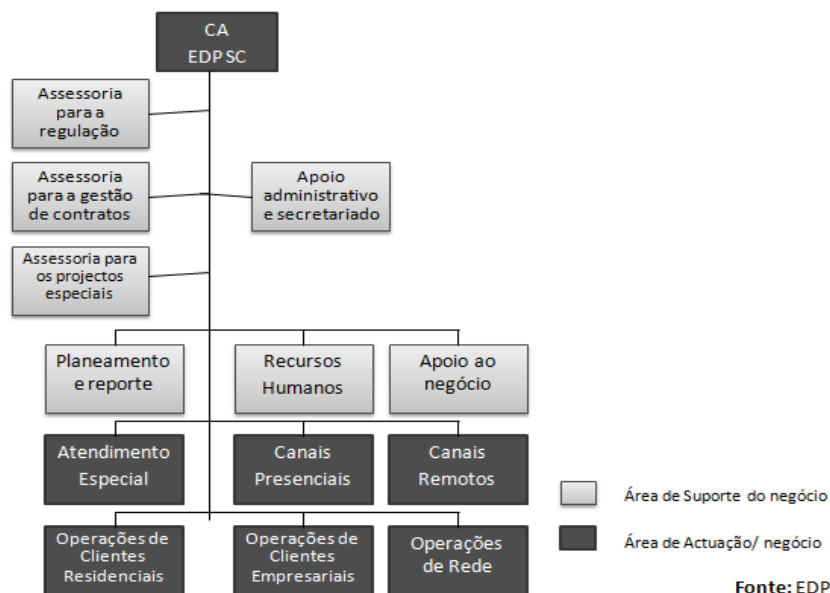 CA
EDP SC
Assessoria
para a
regulação
Assessoria
para a gestão
de contratos
Apoio
administrativo
e secretariado
Assessoria para
os projectos
especiais
Planeamento
e reporte
Recursos
Humanos
Apoio ao
negócio
Atendimento
Especial
Canais
Presenciais
Canais
Remotos
Operações de
Clientes
Residenciais
Operações de
Clientes
Empresariais
Operações
de Rede
Área de Suporte do negócio
Área de Actuação/ negócio
Fonte: EDP